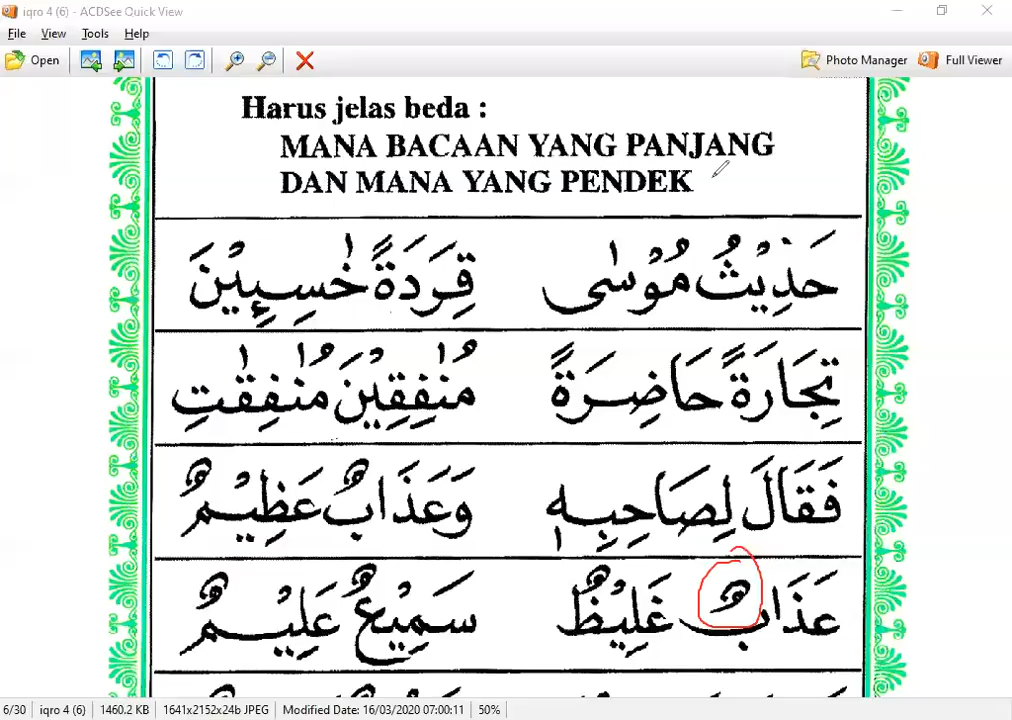 iqro 4 (6) - ACDSee Quick View
File View Tools Help
Open Photo Manager Full Viewer
Harus jelas beda :
MANA BACAAN YANG PANJANG
DAN MANA YANG PENDEK
حَدِيْثُ مُوْسٰى قِرَدَةً خٰسِـِٕيْنَ
تِجَارَةً حَاضِرَةً مُنٰفِقِيْنَ مُنٰفِقٰتِ
فَقَالَ لِصَاحِبِهٖ وَعَذَابٌ عَظِيْمٌ
عَذَابٌ غَلِيْظٌ سَمِيْعٌ عَلِيْمٌ
6/30 iqro 4 (6) 1460.2 KB 1641x2152x24b JPEG Modified Date: 16/03/2020 07:00:11 50%